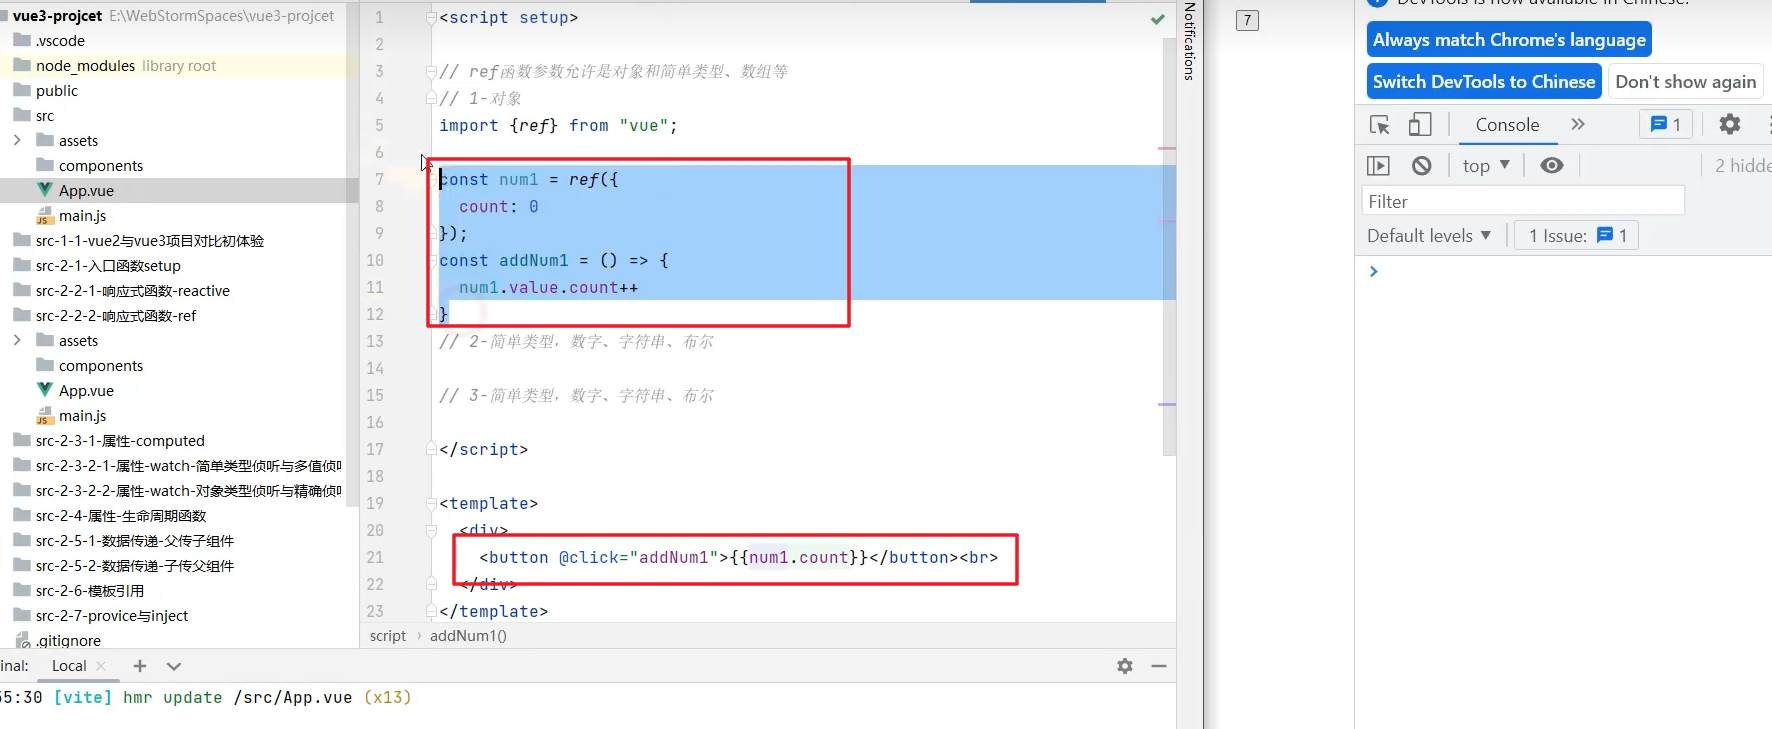 vue3-projcet E:\WebStormSpaces\vue3-projcet
.vscode
node_modules library root
public
src
assets
components
App.vue
main.js
src-1-1-vue2与vue3项目对比初体验
src-2-1-入口函数setup
src-2-2-1-响应式函数-reactive
src-2-2-2-响应式函数-ref
assets
components
App.vue
main.js
src-2-3-1-属性-computed
src-2-3-2-1-属性-watch-简单类型侦听与多值侦
src-2-3-2-2-属性-watch-对象类型侦听与精确侦
src-2-4-属性-生命周期函数
src-2-5-1-数据传递-父传子组件
src-2-5-2-数据传递-子传父组件
src-2-6-模板引用
src-2-7-provice与inject
.gitignore
1 <script setup>
2
3 // ref函数参数允许是对象和简单类型、数组等
4 // 1-对象
5 import {ref} from "vue";
6
7 const num1 = ref({
8 count: 0
9 });
10 const addNum1 = () => {
11 num1.value.count++
12 }
13 // 2-简单类型，数字、字符串、布尔
14
15 // 3-简单类型，数字、字符串、布尔
16
17 </script>
18
19 <template>
20 <div>
21 <button @click="addNum1">{{num1.count}}</button><br>
22 </div>
23 </template>
script › addNum1()
inal: Local × +
55:30 [vite] hmr update /src/App.vue (x13)
Notifications
7
DevTools is now available in Chinese!
Always match Chrome's language
Switch DevTools to Chinese Don't show again
Console » 1
top 2 hidde
Filter
Default levels 1 Issue: 1